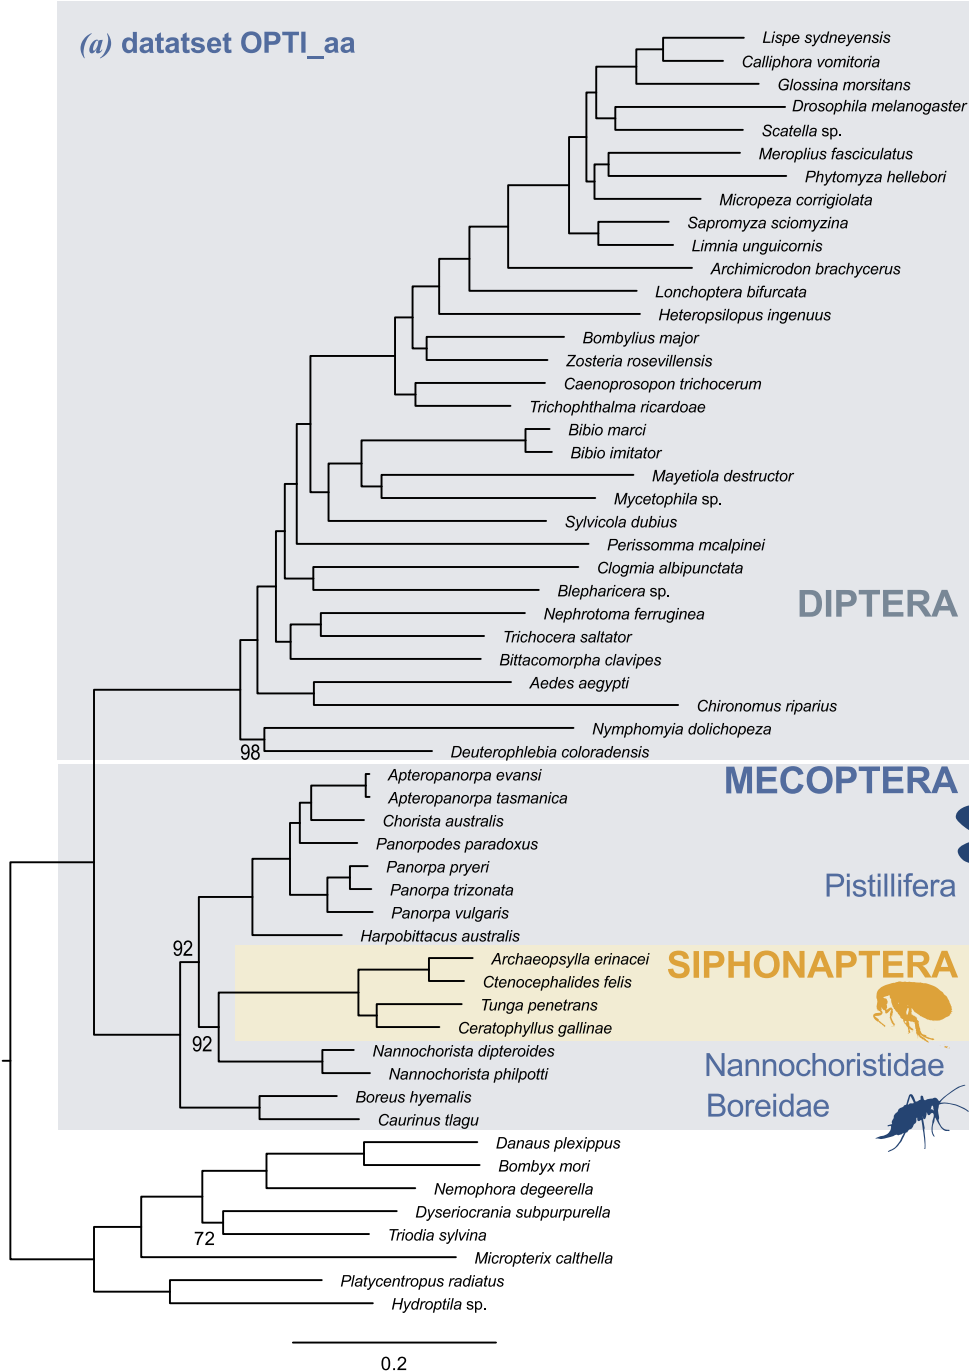 (a) datatset OPTI_aa
Lispe sydneyensis
Calliphora vomitoria
Glossina morsitans
Drosophila melanogaster
Scatella sp.
Meroplius fasciculatus
Phytomyza hellebori
Micropeza corrigiolata
Sapromyza sciomyzina
Limnia unguicornis
Archimicrodon brachycerus
Lonchoptera bifurcata
Heteropsilopus ingenuus
Bombylius major
Zosteria rosevillensis
Caenoprosopon trichocerum
Trichophthalma ricardoae
Bibio marci
Bibio imitator
Mayetiola destructor
Mycetophila sp.
Sylvicola dubius
Perissomma mcalpinei
Clogmia albipunctata
Blepharicera sp.
DIPTERA
Nephrotoma ferruginea
Trichocera saltator
Bittacomorpha clavipes
Aedes aegypti
Chironomus riparius
Nymphomyia dolichopeza
98
Deuterophlebia coloradensis
Apteropanorpa evansi
MECOPTERA
Apteropanorpa tasmanica
Chorista australis
Panorpodes paradoxus
Panorpa pryeri
Pistillifera
Panorpa trizonata
Panorpa vulgaris
Harpobittacus australis
92
Archaeopsylla erinacei
SIPHONAPTERA
Ctenocephalides felis
Tunga penetrans
Ceratophyllus gallinae
92
Nannochorista dipteroides
Nannochoristidae
Nannochorista philpotti
Boreus hyemalis
Boreidae
Caurinus tlagu
Danaus plexippus
Bombyx mori
Nemophora degeerella
Dyseriocrania subpurpurella
72
Triodia sylvina
Micropterix calthella
Platycentropus radiatus
Hydroptila sp.
0.2